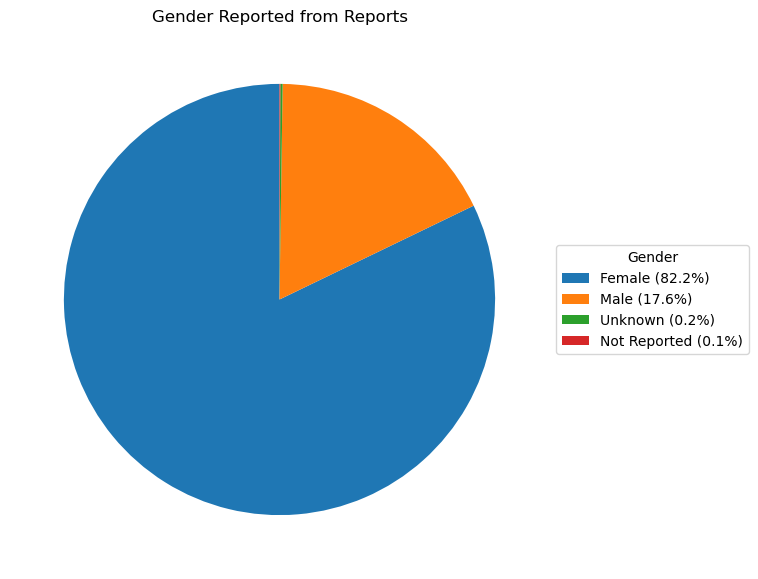 Gender Reported from Reports
Gender
Female (82.2%)
Male (17.6%)
Unknown (0.2%)
Not Reported (0.1%)